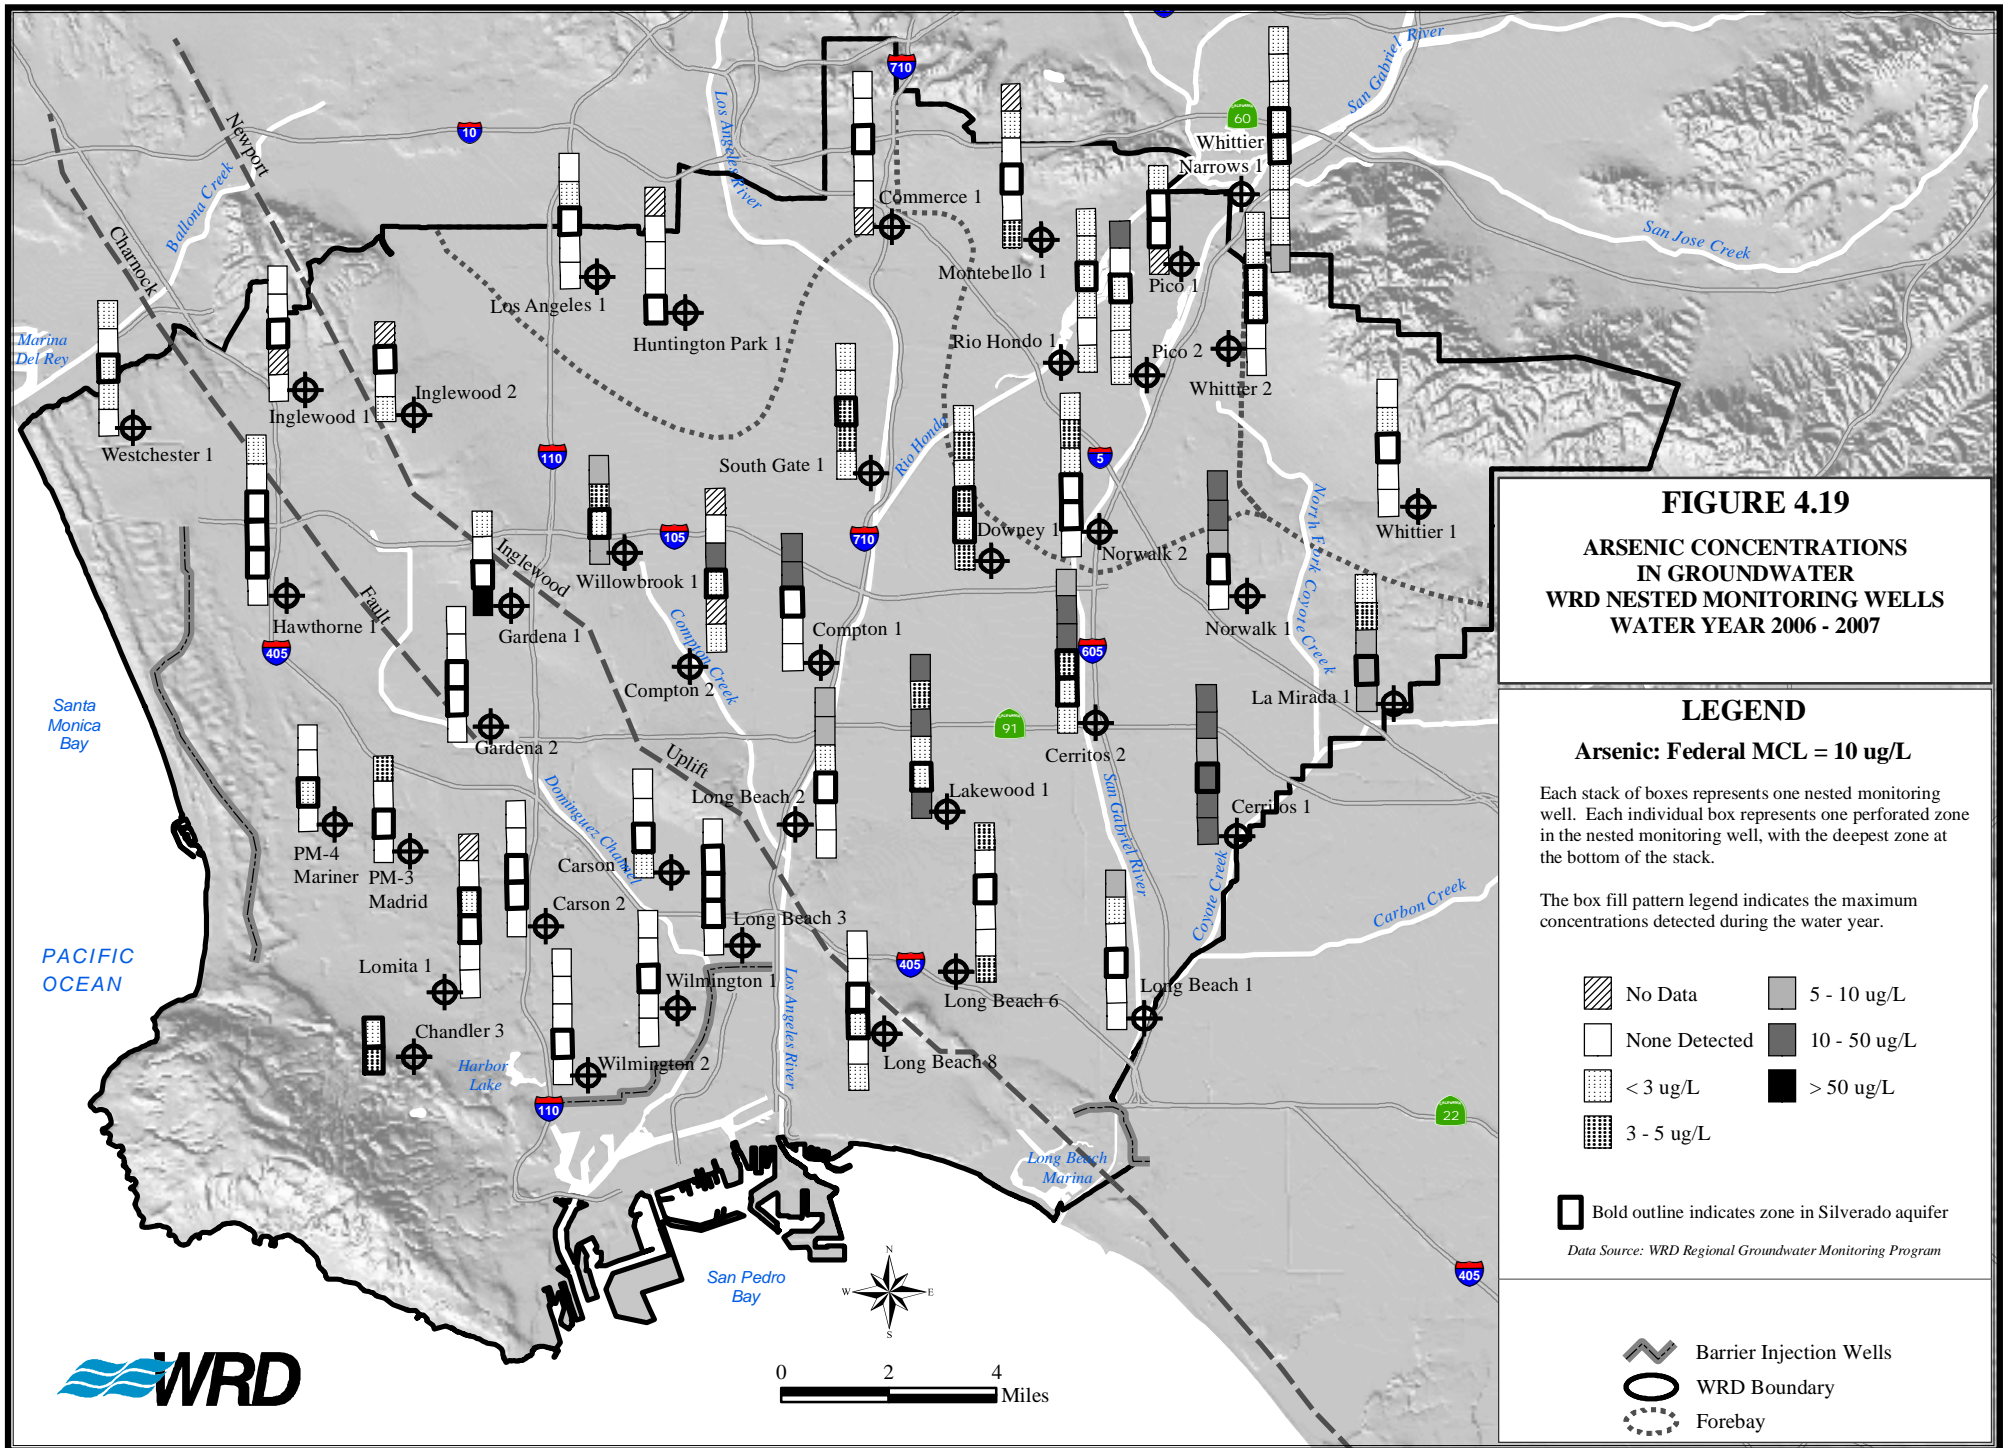 710
10
Newport
Los Angeles River
San Gabriel River
CALIFORNIA
60
Whittier
Narrows 1
Ballona Creek
Charnock
Commerce 1
Montebello 1
San Jose Creek
Los Angeles 1
Pico 1
Huntington Park 1
Marina
Del Rey
Rio Hondo 1
Pico 2
Whittier 2
Inglewood 2
Inglewood 1
Westchester 1
110
South Gate 1
Rio Hondo
5
Whittier 1
North Fork Coyote Creek
105
710
Downey 1
Norwalk 2
Inglewood
Willowbrook 1
Fault
Hawthorne 1
Gardena 1
Compton 1
Norwalk 1
405
605
Compton Creek
Compton 2
La Mirada 1
Santa
Monica
Bay
Gardena 2
CALIFORNIA
91
Cerritos 2
Uplift
Dominguez Channel
Long Beach 2
Lakewood 1
San Gabriel River
Cerritos 1
PM-4
Mariner
PM-3
Madrid
Carson 1
Carson 2
Long Beach 3
Coyote Creek
Carbon Creek
PACIFIC
OCEAN
Lomita 1
Wilmington 1
405
Long Beach 6
Long Beach 1
Los Angeles River
Chandler 3
Harbor
Lake
Wilmington 2
Long Beach 8
110
CALIFORNIA
22
Long Beach
Marina
San Pedro
Bay
N
W
E
S
405
WRD
0 2 4
Miles
FIGURE 4.19
ARSENIC CONCENTRATIONS
IN GROUNDWATER
WRD NESTED MONITORING WELLS
WATER YEAR 2006 - 2007
LEGEND
Arsenic: Federal MCL = 10 ug/L
Each stack of boxes represents one nested monitoring
well. Each individual box represents one perforated zone
in the nested monitoring well, with the deepest zone at
the bottom of the stack.
The box fill pattern legend indicates the maximum
concentrations detected during the water year.
No Data
5 - 10 ug/L
None Detected
10 - 50 ug/L
< 3 ug/L
> 50 ug/L
3 - 5 ug/L
Bold outline indicates zone in Silverado aquifer
Data Source: WRD Regional Groundwater Monitoring Program
Barrier Injection Wells
WRD Boundary
Forebay